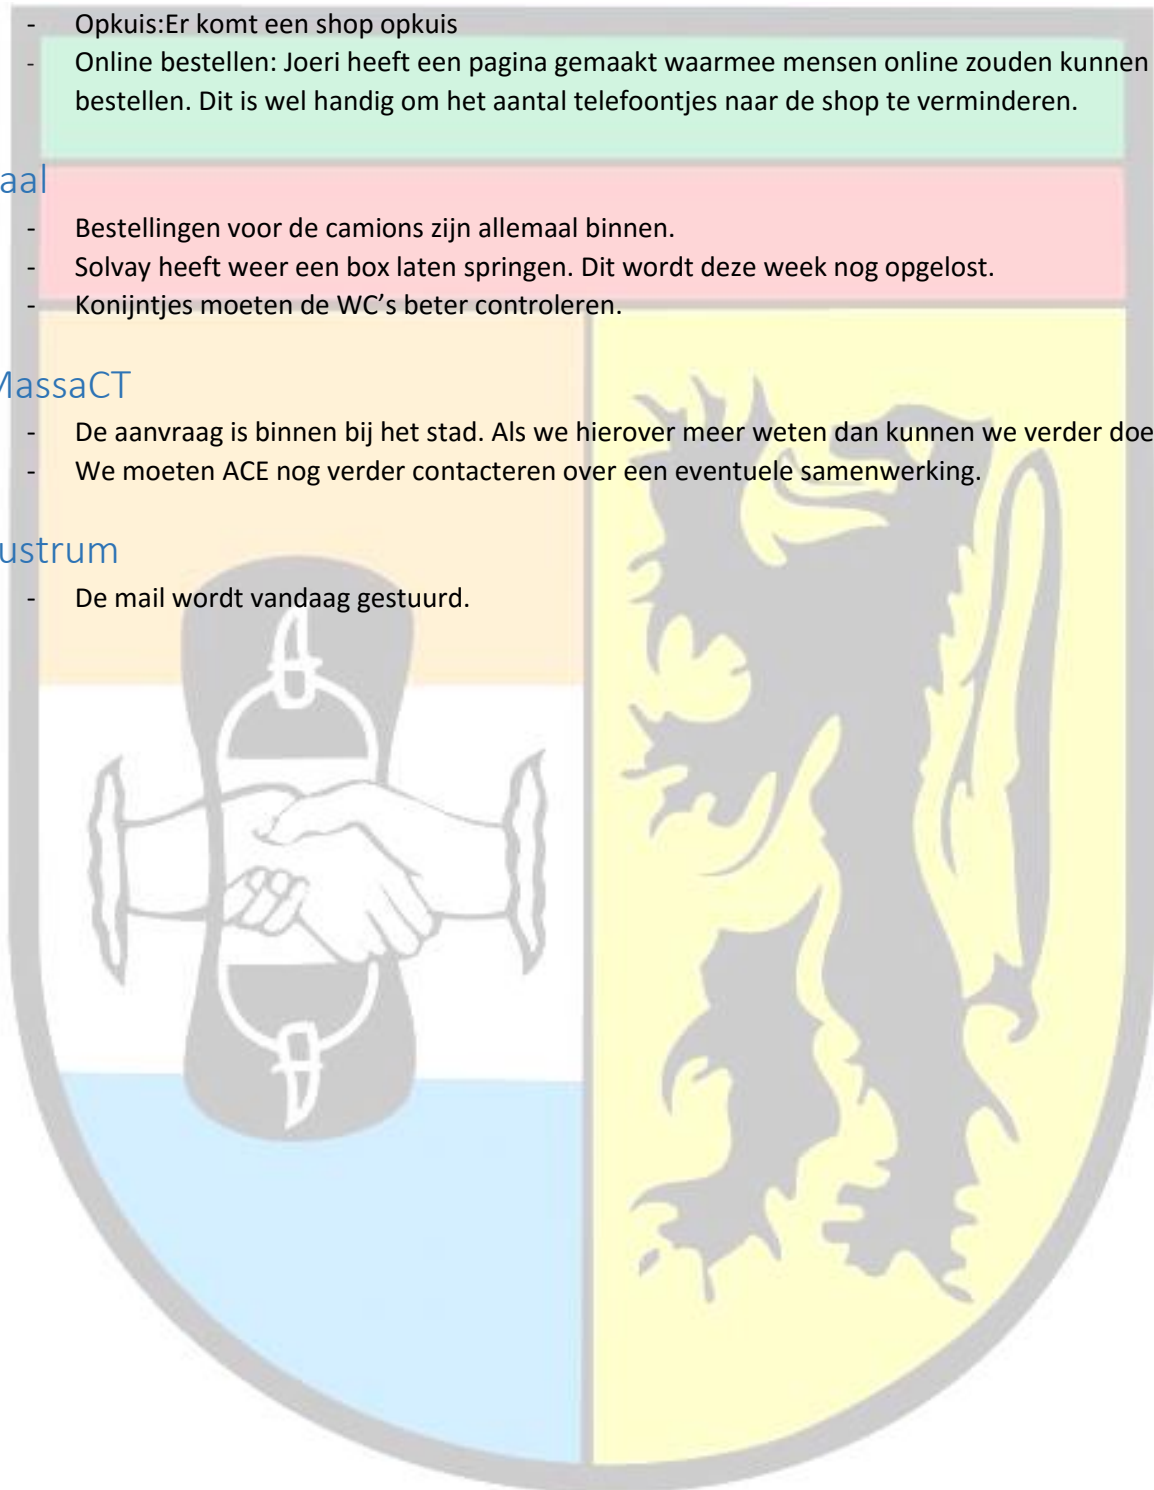 - Opkuis:Er komt een shop opkuis
- Online bestellen: Joeri heeft een pagina gemaakt waarmee mensen online zouden kunnen
bestellen. Dit is wel handig om het aantal telefoontjes naar de shop te verminderen.
aal
- Bestellingen voor de camions zijn allemaal binnen.
- Solvay heeft weer een box laten springen. Dit wordt deze week nog opgelost.
- Konijntjes moeten de WC’s beter controleren.
MassaCT
- De aanvraag is binnen bij het stad. Als we hierover meer weten dan kunnen we verder doe
- We moeten ACE nog verder contacteren over een eventuele samenwerking.
ustrum
- De mail wordt vandaag gestuurd.